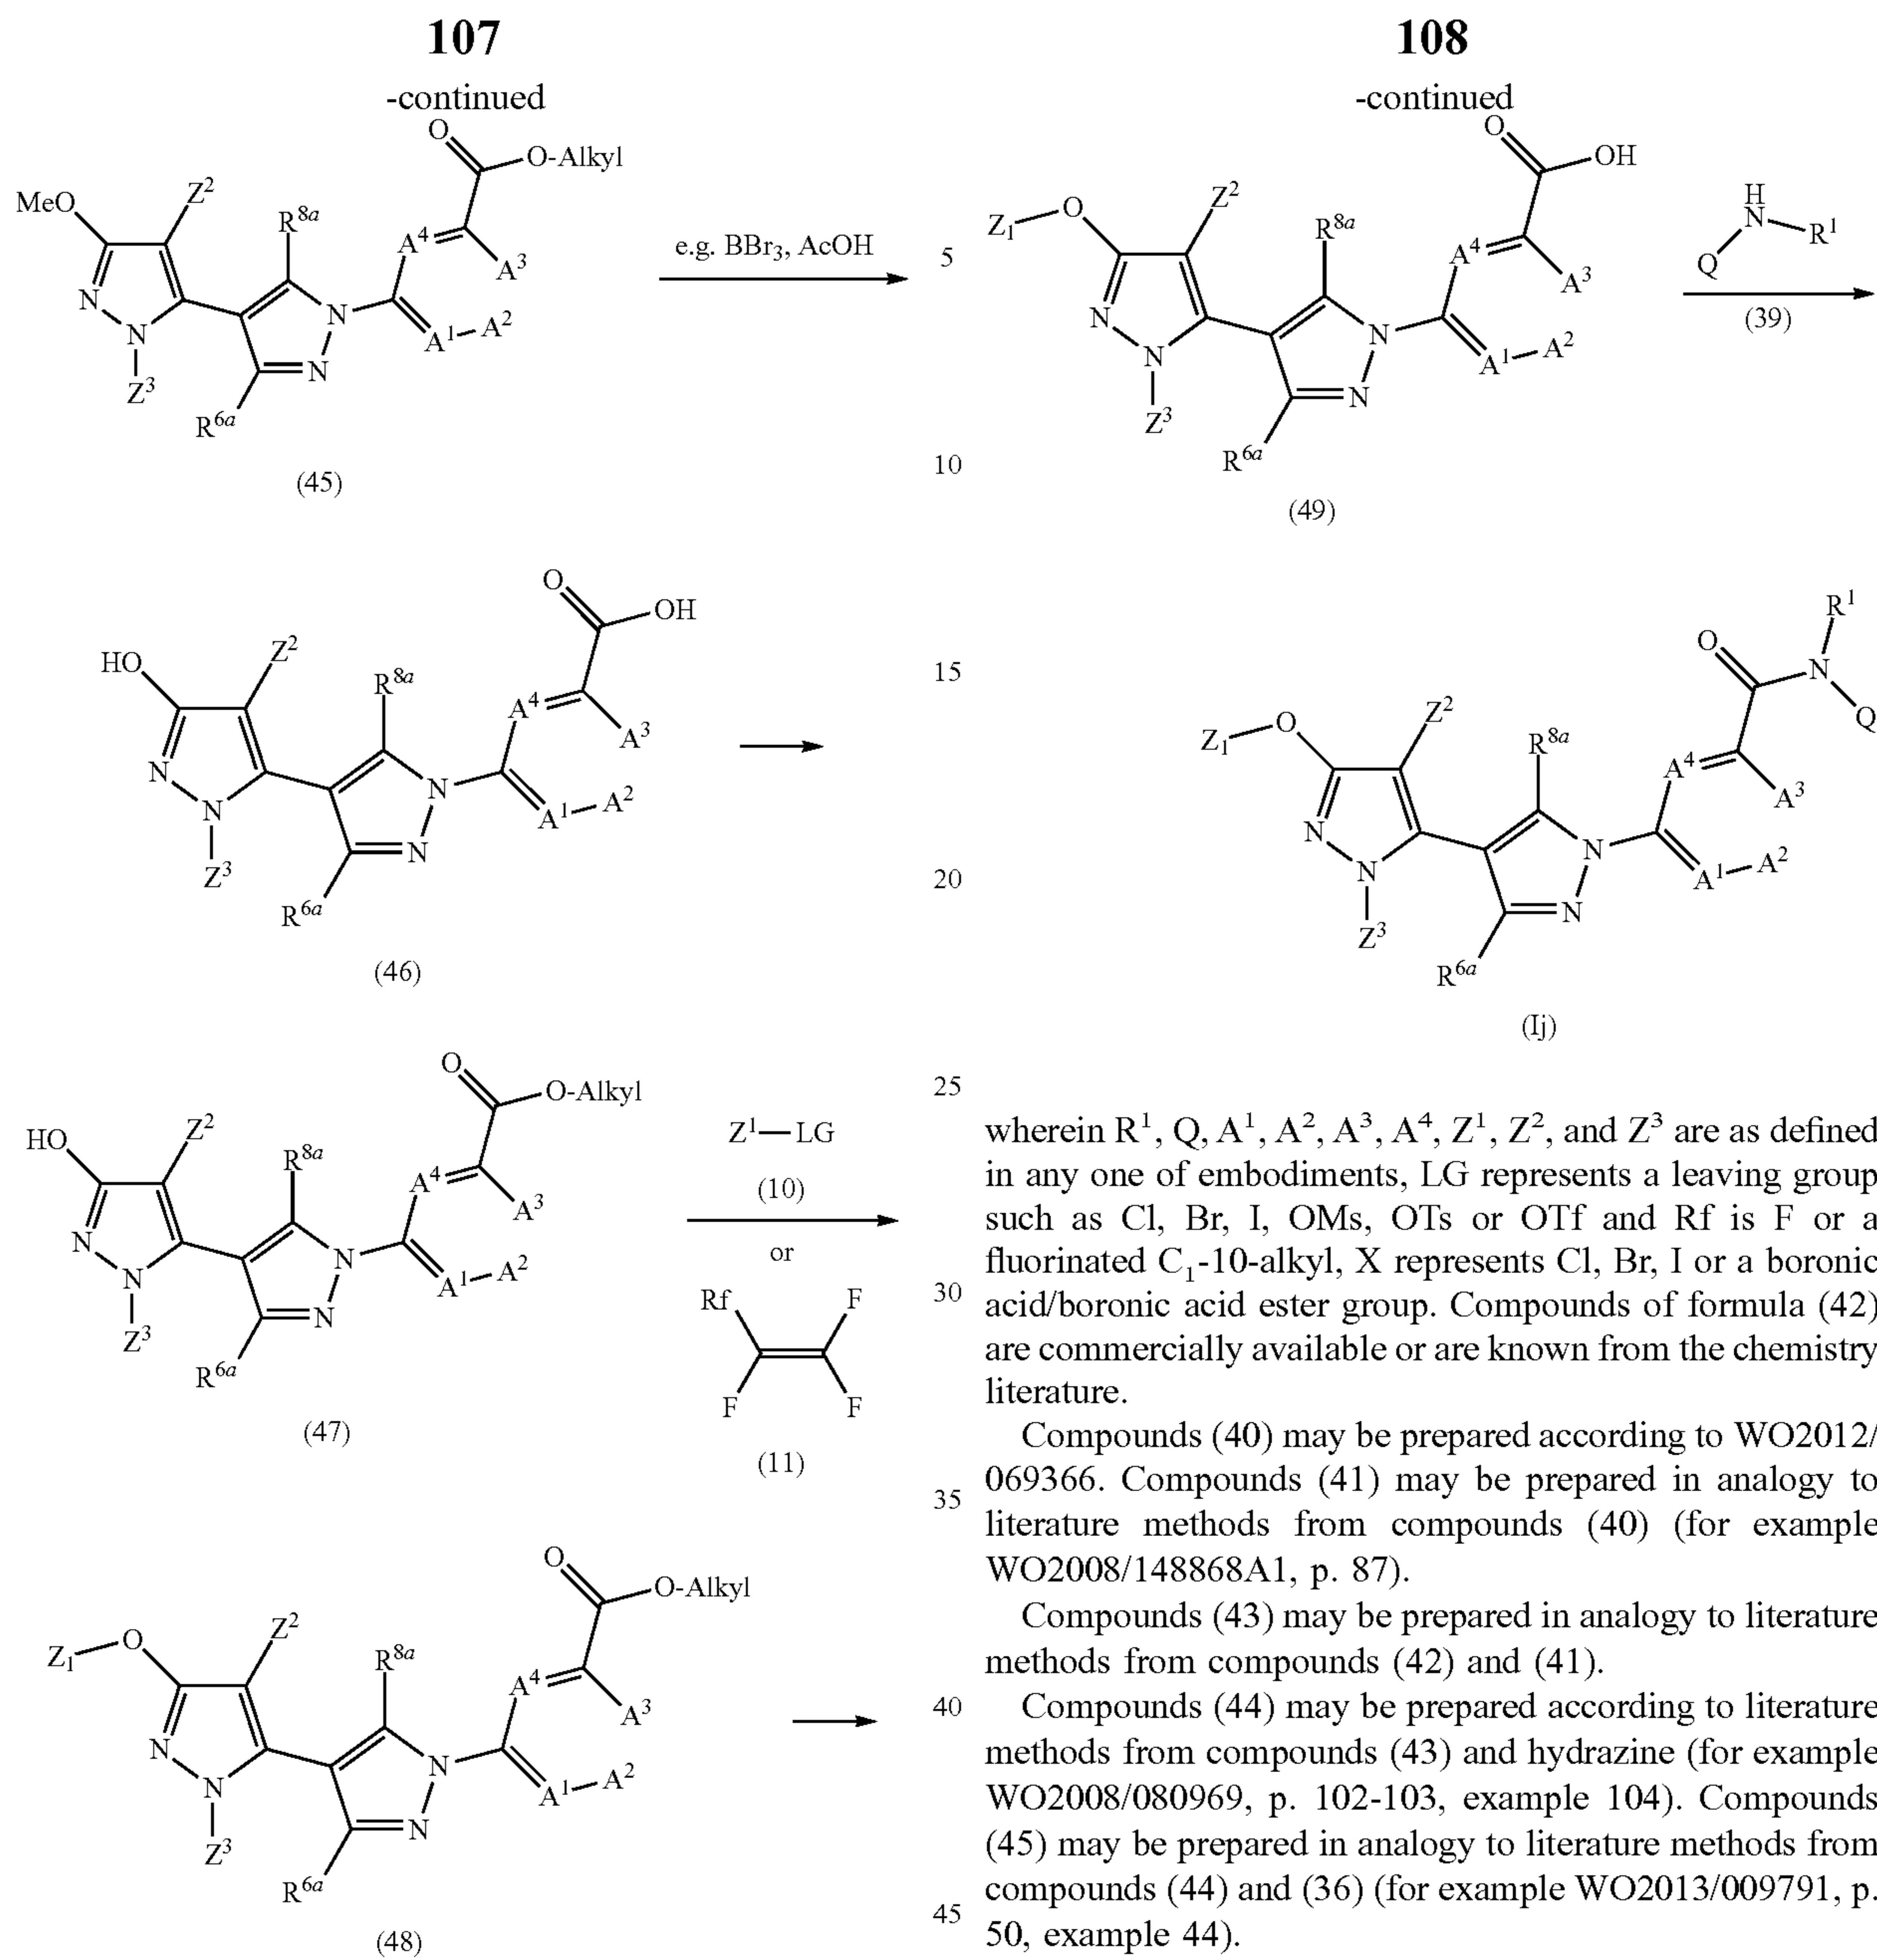 107
-continued
O
O-Alkyl
MeO
Z²
R⁸ᵃ
A⁴
A³
N
N
N
A¹
A²
N
Z³
R⁶ᵃ
(45)
e.g. BBr₃, AcOH
O
OH
HO
Z²
R⁸ᵃ
A⁴
A³
N
N
N
A¹
A²
N
Z³
R⁶ᵃ
(46)
O
O-Alkyl
HO
Z²
R⁸ᵃ
A⁴
A³
N
N
N
A¹
A²
N
Z³
R⁶ᵃ
(47)
Z¹—LG
(10)
or
Rf
F
F
F
(11)
O
O-Alkyl
Z₁
O
Z²
R⁸ᵃ
A⁴
A³
N
N
N
A¹
A²
N
Z³
R⁶ᵃ
(48)
5
10
15
20
25
30
35
40
45
108
-continued
O
OH
Z₁
O
Z²
R⁸ᵃ
A⁴
A³
N
N
N
A¹
A²
N
Z³
R⁶ᵃ
(49)
H
N
R¹
Q
(39)
R¹
O
N
Q
Z₁
O
Z²
R⁸ᵃ
A⁴
A³
N
N
N
A¹
A²
N
Z³
R⁶ᵃ
(Ij)
wherein R¹, Q, A¹, A², A³, A⁴, Z¹, Z², and Z³ are as defined
in any one of embodiments, LG represents a leaving group
such as Cl, Br, I, OMs, OTs or OTf and Rf is F or a
fluorinated C₁-10-alkyl, X represents Cl, Br, I or a boronic
acid/boronic acid ester group. Compounds of formula (42)
are commercially available or are known from the chemistry
literature.
Compounds (40) may be prepared according to WO2012/
069366. Compounds (41) may be prepared in analogy to
literature methods from compounds (40) (for example
WO2008/148868A1, p. 87).
Compounds (43) may be prepared in analogy to literature
methods from compounds (42) and (41).
Compounds (44) may be prepared according to literature
methods from compounds (43) and hydrazine (for example
WO2008/080969, p. 102-103, example 104). Compounds
(45) may be prepared in analogy to literature methods from
compounds (44) and (36) (for example WO2013/009791, p.
50, example 44).